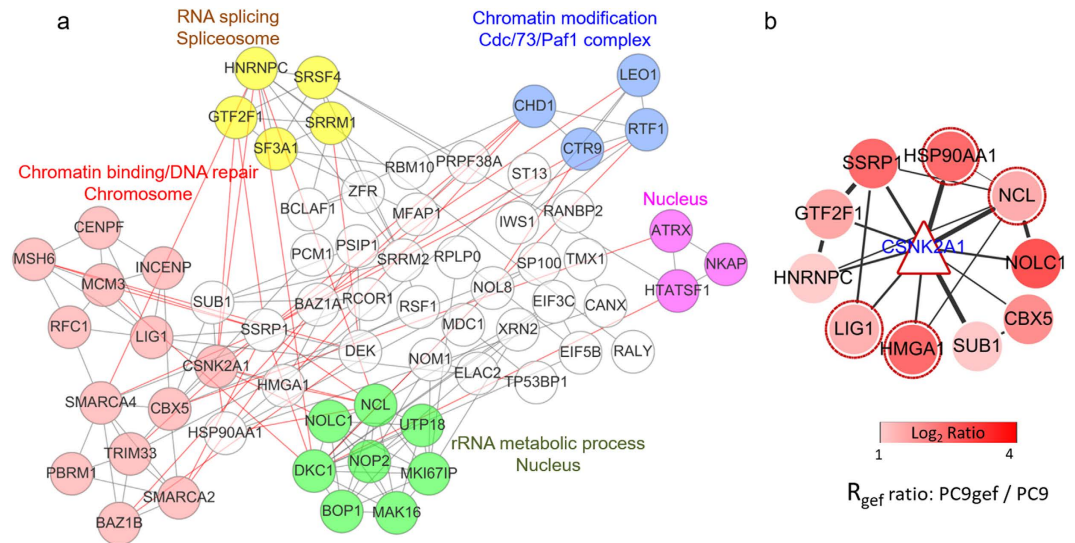 a
RNA splicing
Spliceosome
Chromatin modification
Cdc/73/Paf1 complex
b
HNRNPC
SRSF4
GTF2F1
SRRM1
SF3A1
LEO1
CHD1
RTF1
CTR9
Chromatin binding/DNA repair
Chromosome
RBM10
PRPF38A
ZFR
ST13
BCLAF1
MFAP1
IWS1
RANBP2
Nucleus
ATRX
NKAP
HTATSF1
CENPF
MSH6
INCENP
MCM3
RFC1
LIG1
PCM1
PSIP1
SRRM2
RPLP0
SP100
TMX1
NOL8
SUB1
BAZ1A
RCOR1
RSF1
EIF3C
CANX
SSRP1
MDC1
XRN2
DEK
NOM1
EIF5B
RALY
CSNK2A1
HMGA1
ELAC2
TP53BP1
SMARCA4
CBX5
HSP90AA1
TRIM33
PBRM1
SMARCA2
BAZ1B
NCL
NOLC1
UTP18
rRNA metabolic process
Nucleus
DKC1
NOP2
MKI67IP
BOP1
MAK16
SSRP1
HSP90AA1
NCL
GTF2F1
CSNK2A1
NOLC1
HNRNPC
CBX5
LIG1
HMGA1
SUB1
Log2 Ratio
1 4
Rgef ratio: PC9gef / PC9